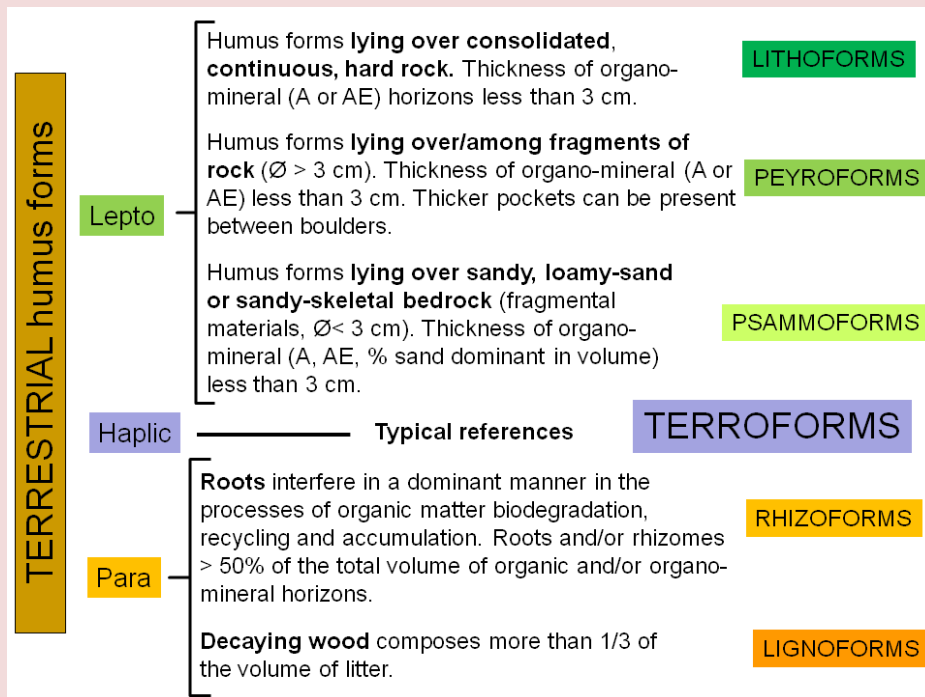 TERRESTRIAL humus forms
Lepto
Humus forms lying over consolidated,
continuous, hard rock. Thickness of organo-
mineral (A or AE) horizons less than 3 cm.
LITHOFORMS
Humus forms lying over/among fragments of
rock (Ø > 3 cm). Thickness of organo-mineral (A or
AE) less than 3 cm. Thicker pockets can be present
between boulders.
PEYROFORMS
Humus forms lying over sandy, loamy-sand
or sandy-skeletal bedrock (fragmental
materials, Ø< 3 cm). Thickness of organo-
mineral (A, AE, % sand dominant in volume)
less than 3 cm.
PSAMMOFORMS
Haplic
Typical references
TERROFORMS
Para
Roots interfere in a dominant manner in the
processes of organic matter biodegradation,
recycling and accumulation. Roots and/or rhizomes
> 50% of the total volume of organic and/or organo-
mineral horizons.
RHIZOFORMS
Decaying wood composes more than 1/3 of
the volume of litter.
LIGNOFORMS